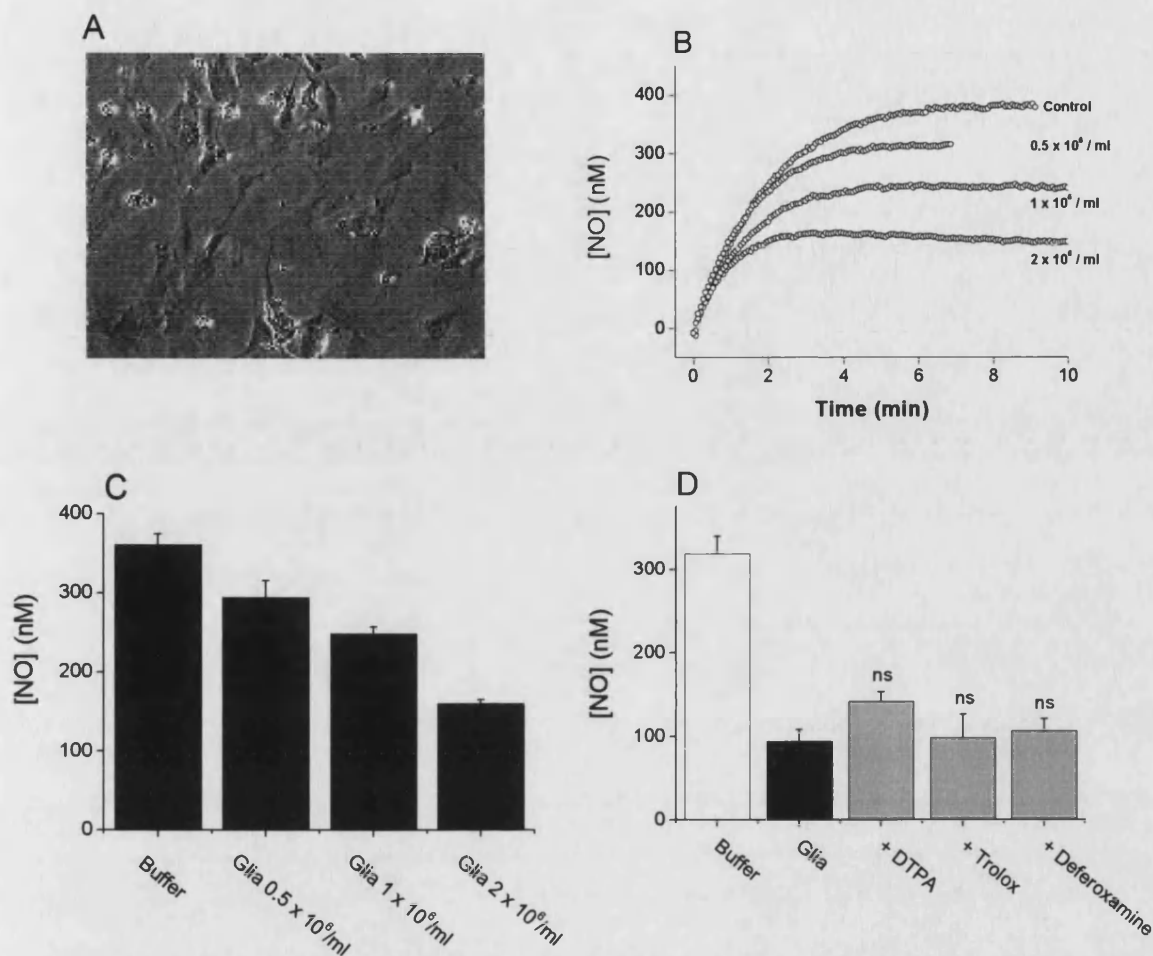 A
B
[NO] (nM)
400
300
200
100
0
Control
0.5 x 10⁶ / ml
1 x 10⁶ / ml
2 x 10⁶ / ml
0 2 4 6 8 10
Time (min)
C
[NO] (nM)
400
300
200
100
0
Buffer
Glia 0.5 x 10⁶/ml
Glia 1 x 10⁶/ml
Glia 2 x 10⁶/ml
D
[NO] (nM)
300
200
100
0
ns
ns
ns
Buffer
Glia
+ DTPA
+ Trolox
+ Deferoxamine